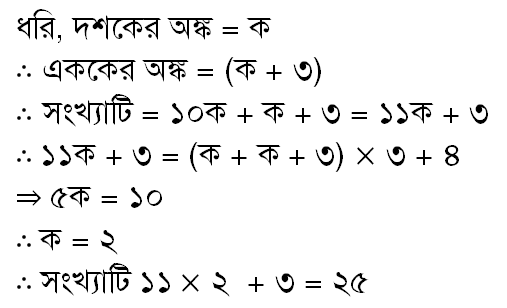 ধরি, দশকের অঙ্ক = ক
∴ এককের অঙ্ক = (ক + ৩)
∴ সংখ্যাটি = ১০ক + ক + ৩ = ১১ক + ৩
∴ ১১ক + ৩ = (ক + ক + ৩) × ৩ + ৪
⇒ ৫ক = ১০
∴ ক = ২
∴ সংখ্যাটি ১১ × ২ + ৩ = ২৫